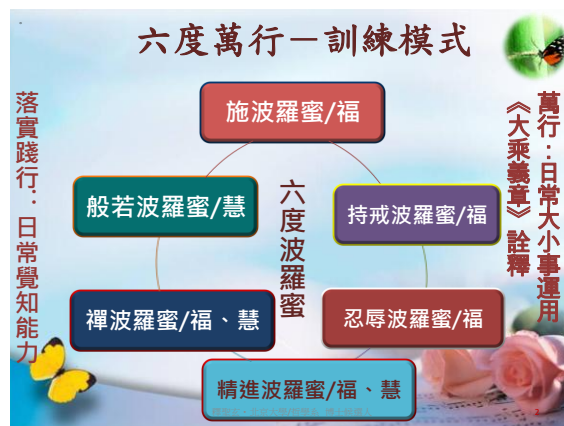 六度萬行－訓練模式
施波羅蜜/福
持戒波羅蜜/福
忍辱波羅蜜/福
精進波羅蜜/福、慧
禪波羅蜜/福、慧
般若波羅蜜/慧
六度波羅蜜
萬行：日常大小事運用
《大乘義章》詮釋
落實踐行：日常覺知能力
2